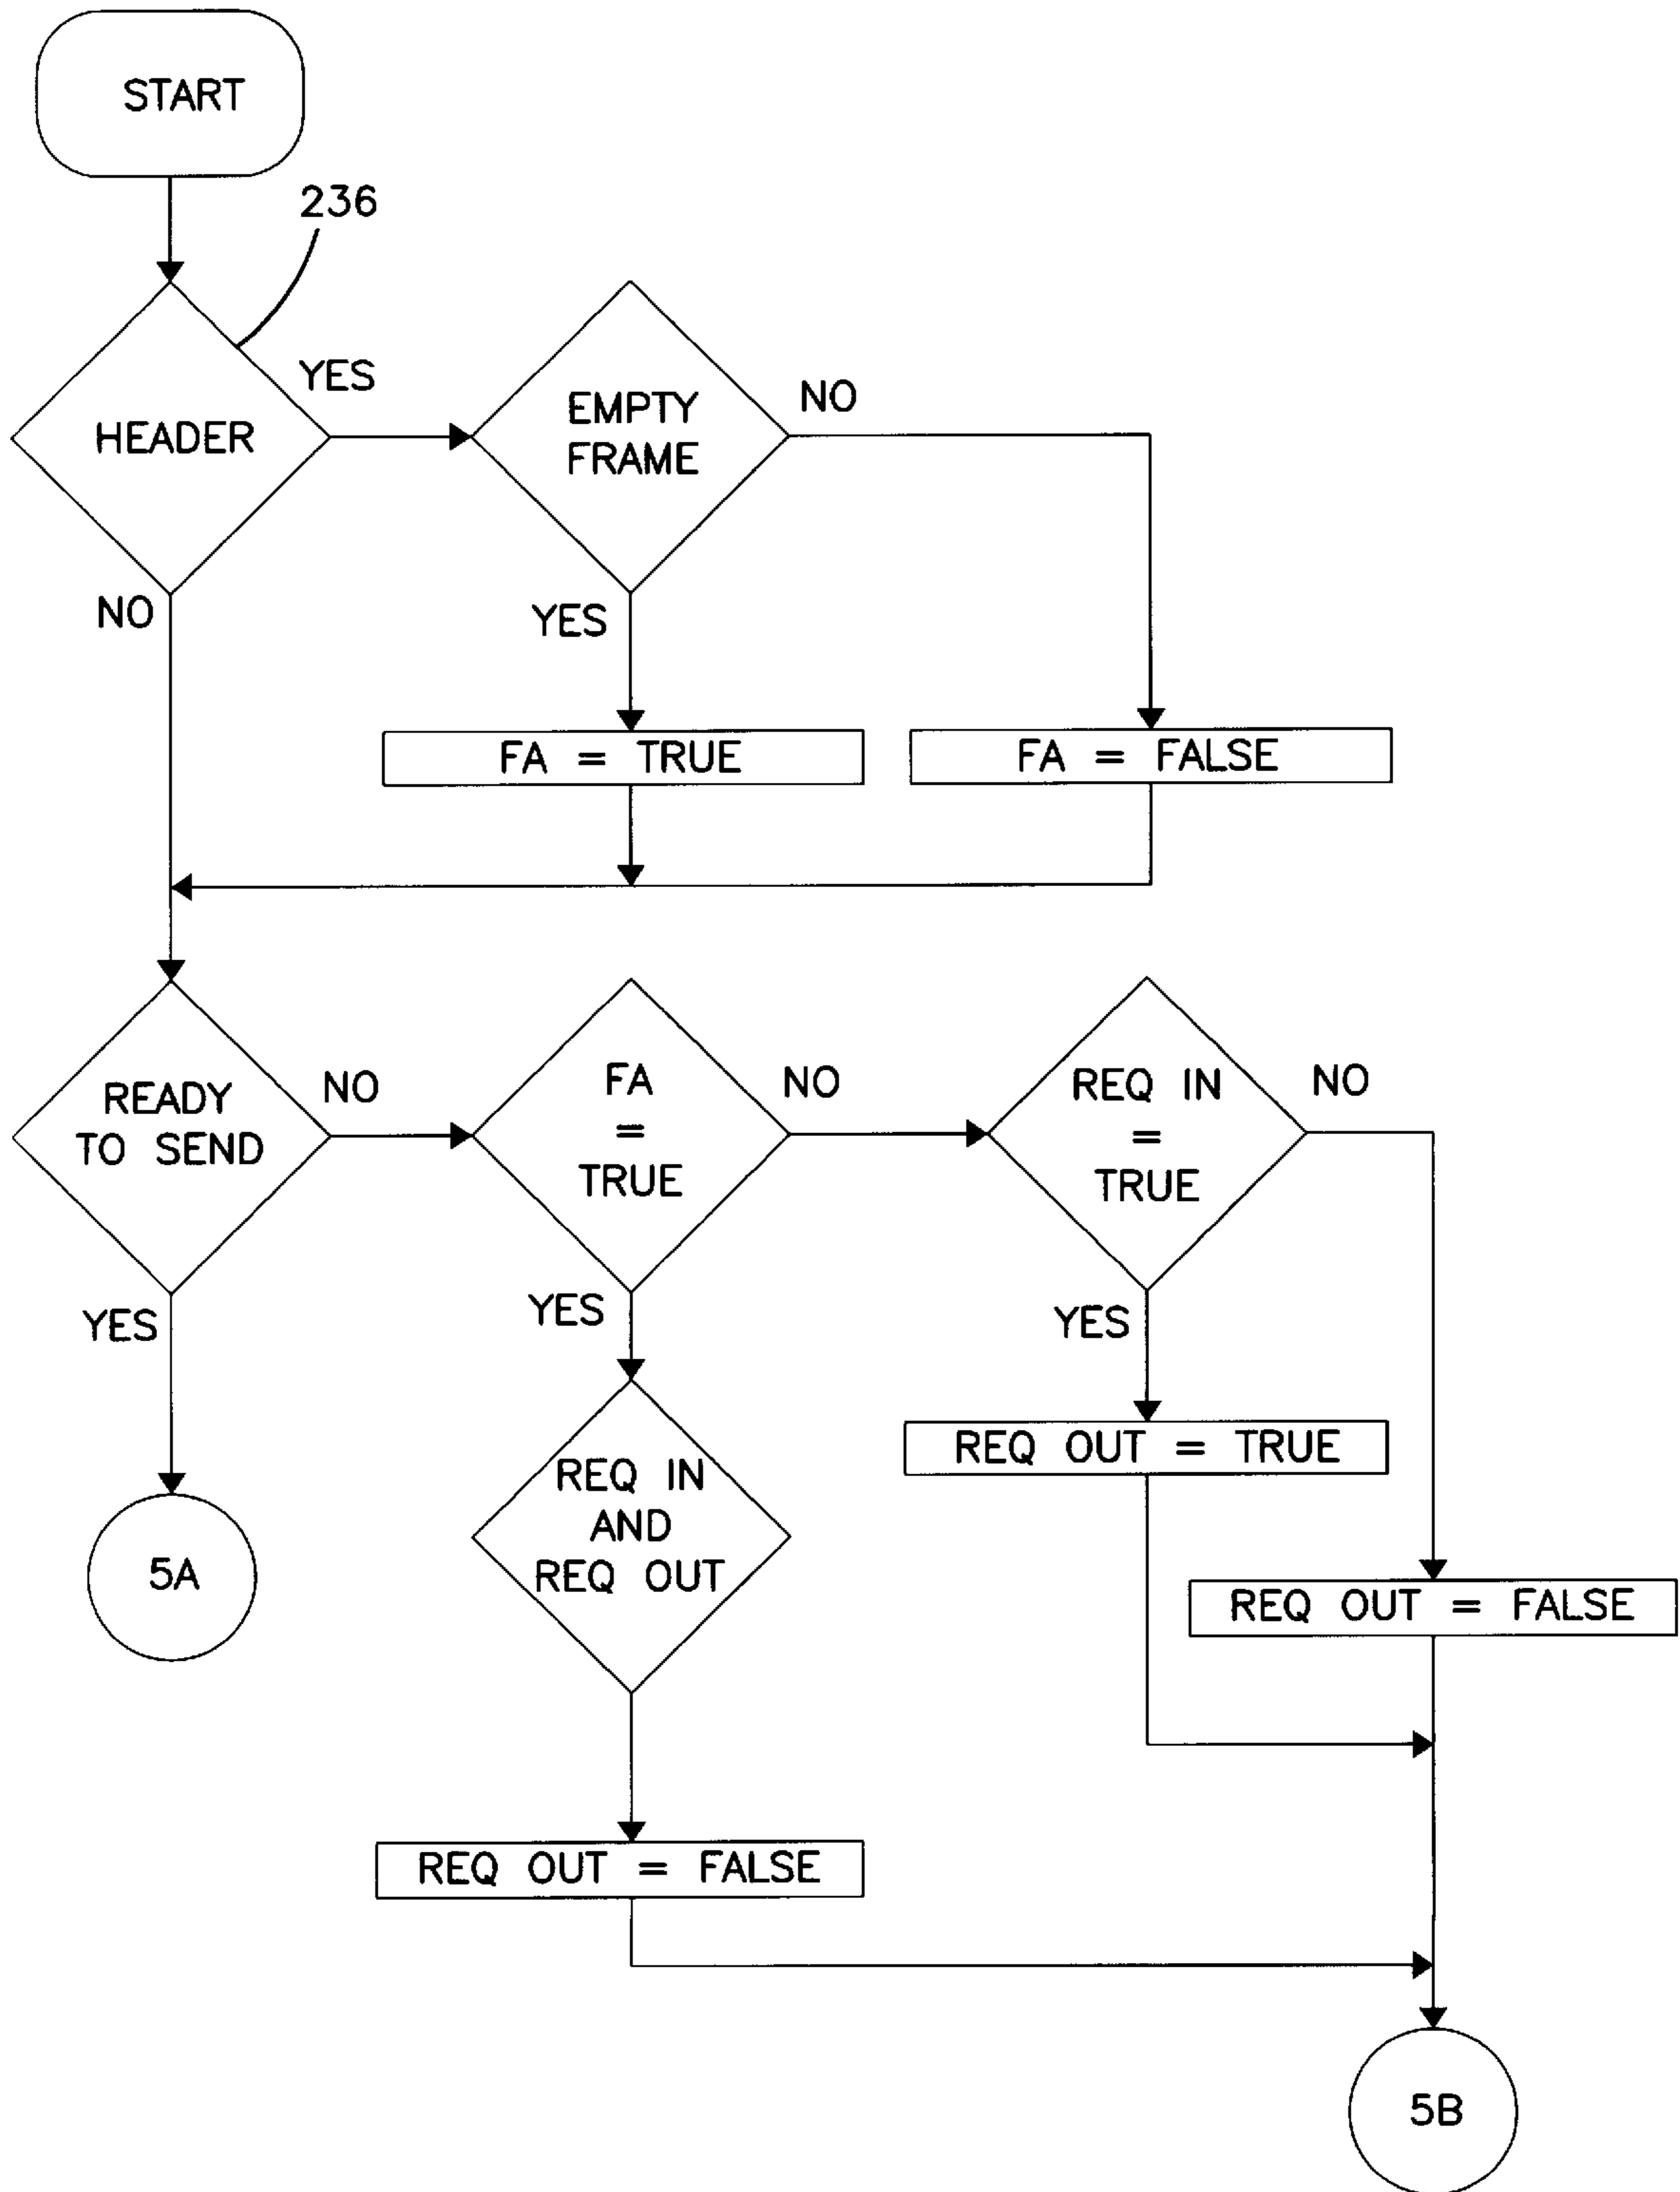 START
236
HEADER
YES
NO
EMPTY
FRAME
NO
YES
FA = TRUE
FA = FALSE
READY
TO SEND
NO
YES
FA
=
TRUE
NO
YES
REQ IN
=
TRUE
NO
YES
5A
REQ IN
AND
REQ OUT
REQ OUT = TRUE
REQ OUT = FALSE
REQ OUT = FALSE
5B